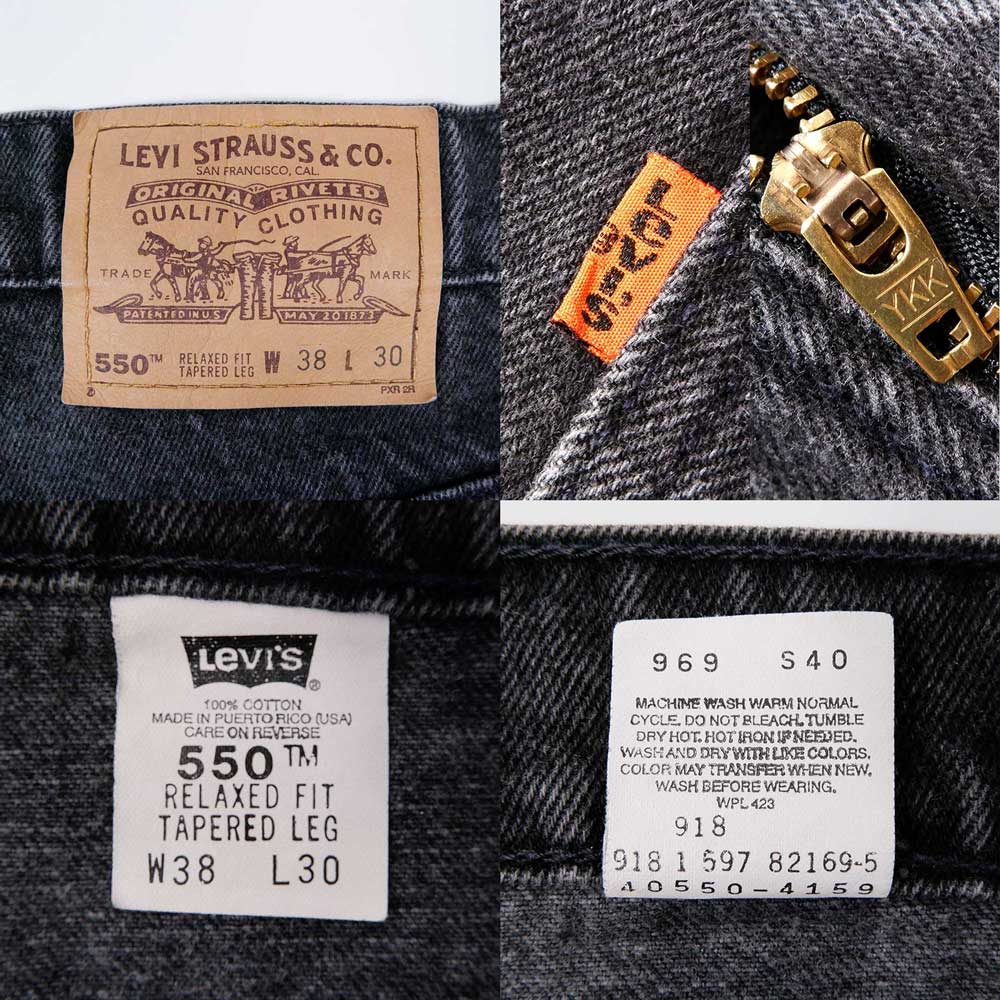 LEVI STRAUSS & CO.
SAN FRANCISCO, CAL.
ORIGINAL RIVETED
QUALITY CLOTHING
TRADE MARK
PATENTED IN U.S. MAY 20 1873
550™ RELAXED FIT W 38 L 30
TAPERED LEG
PXR 2R
LEVI'S
®
YKK
LEVI'S
®
100% COTTON
MADE IN PUERTO RICO (USA)
CARE ON REVERSE
550™
RELAXED FIT
TAPERED LEG
W38 L30
969 S40
MACHINE WASH WARM NORMAL
CYCLE. DO NOT BLEACH. TUMBLE
DRY HOT. HOT IRON IF NEEDED.
WASH AND DRY WITH LIKE COLORS.
COLOR MAY TRANSFER WHEN NEW.
WASH BEFORE WEARING.
WPL 423
918
918 1 597 82169-5
40550-4159